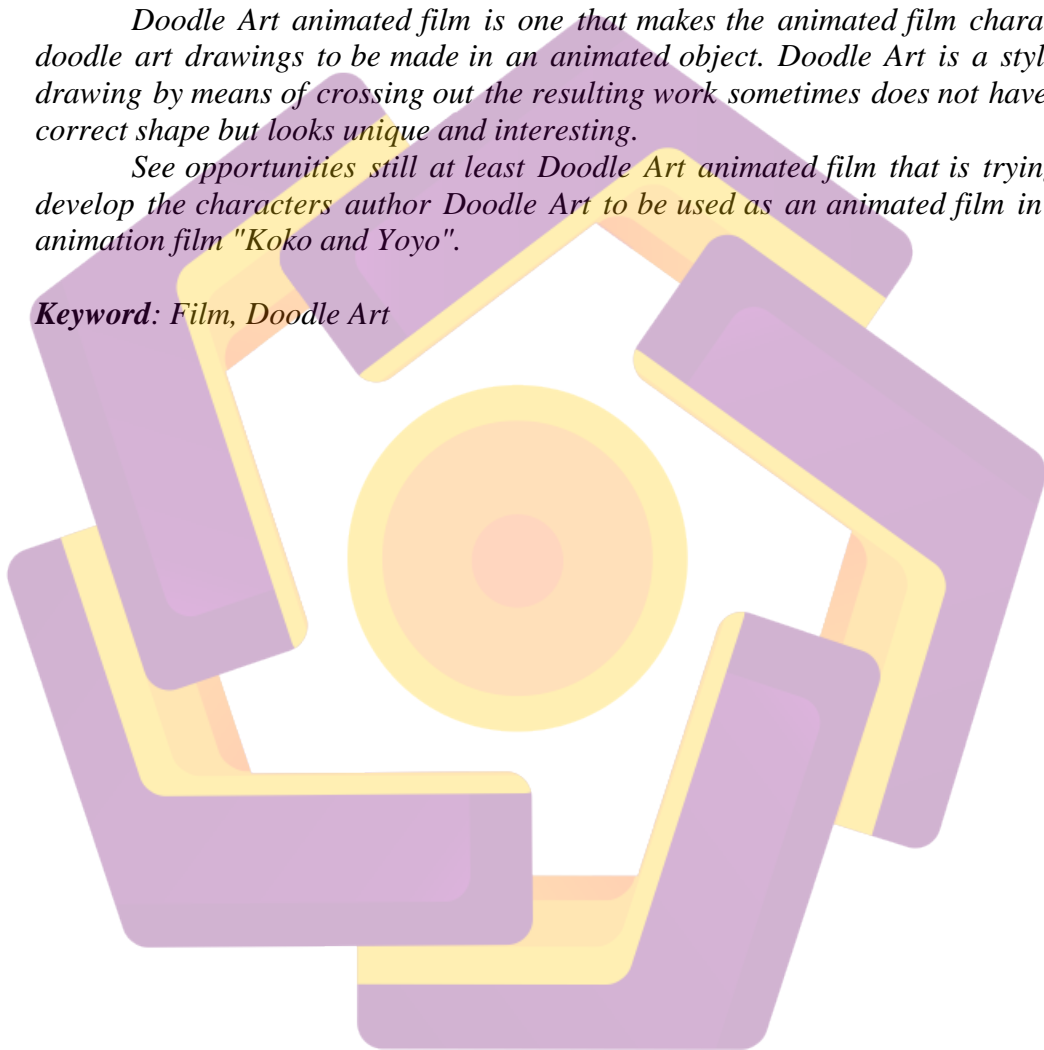 Doodle Art animated film is one that makes the animated film chara
doodle art drawings to be made in an animated object. Doodle Art is a styl
drawing by means of crossing out the resulting work sometimes does not have
correct shape but looks unique and interesting.
See opportunities still at least Doodle Art animated film that is tryin
develop the characters author Doodle Art to be used as an animated film in
animation film "Koko and Yoyo".
Keyword: Film, Doodle Art